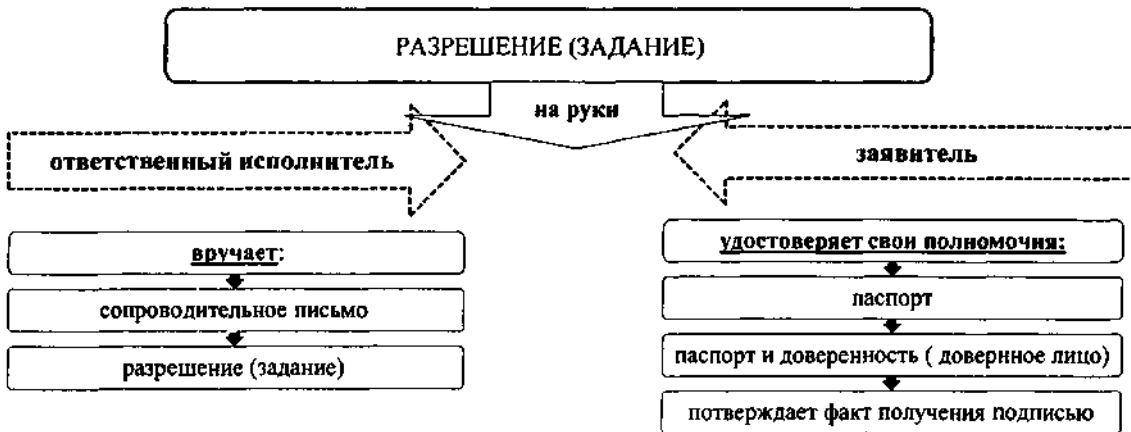 РАЗРЕШЕНИЕ (ЗАДАНИЕ)
на руки
ответственный исполнитель
вручает:
сопроводительное письмо
разрешение (задание)
заявитель
удостоверяет свои полномочия:
паспорт
паспорт и доверенность ( довернное лицо)
потверждает факт получения подписью